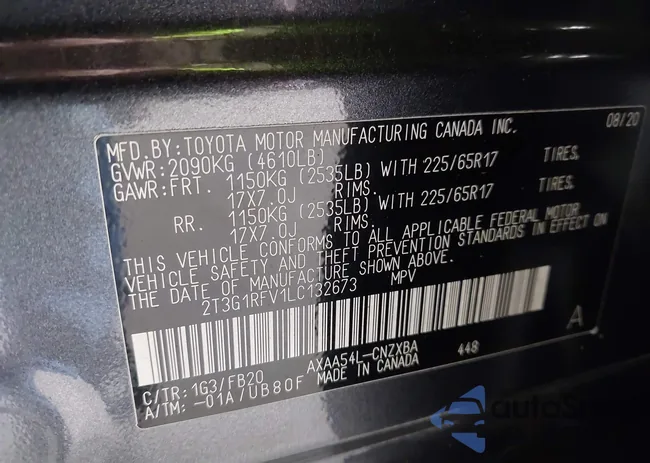 MFD.BY:TOYOTA MOTOR MANUFACTURING CANADA INC. 08/20
GVWR:2090KG (4610LB)
GAWR:FRT. 1150KG (2535LB) WITH 225/65R17 TIRES.
17X7.0J RIMS.
RR. 1150KG (2535LB) WITH 225/65R17 TIRES.
17X7.0J RIMS.
THIS VEHICLE CONFORMS TO ALL APPLICABLE FEDERAL MOTOR
VEHICLE SAFETY AND THEFT PREVENTION STANDARDS IN EFFECT ON
THE DATE OF MANUFACTURE SHOWN ABOVE.
2T3G1RFV1LC132673 MPV
A
C/TR:1G3/FB20 AXAA54L-CNZXBA 448
A/TM:-01A/UB80F MADE IN CANADA